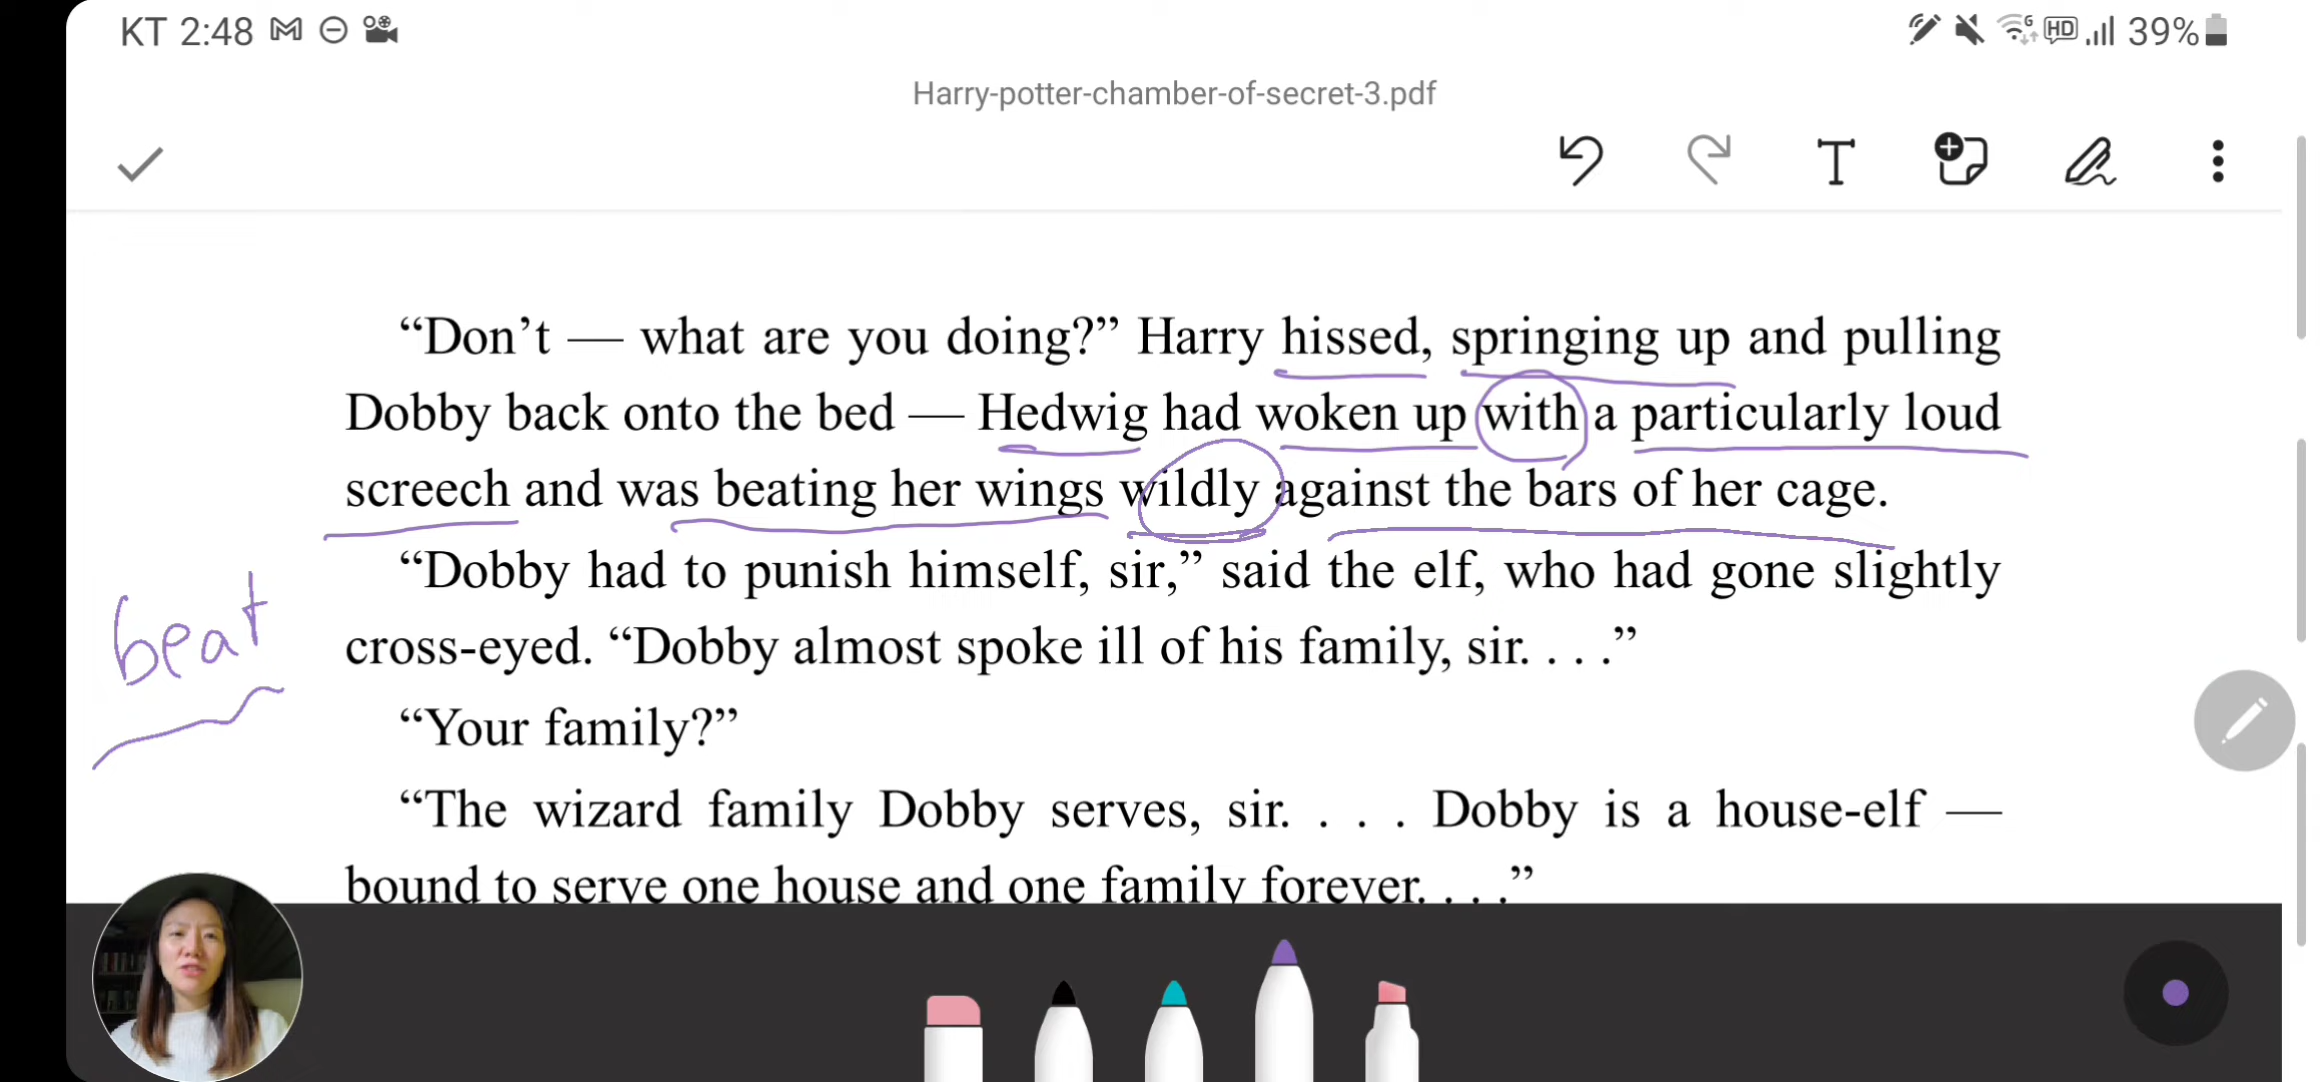 KT 2:48
HD
39%
Harry-potter-chamber-of-secret-3.pdf
T
“Don’t — what are you doing?” Harry hissed, springing up and pulling
Dobby back onto the bed — Hedwig had woken up with a particularly loud
screech and was beating her wings wildly against the bars of her cage.
“Dobby had to punish himself, sir,” said the elf, who had gone slightly
beat
cross-eyed. “Dobby almost spoke ill of his family, sir. . . .”
“Your family?”
“The wizard family Dobby serves, sir. . . . Dobby is a house-elf —
bound to serve one house and one family forever. . . .”